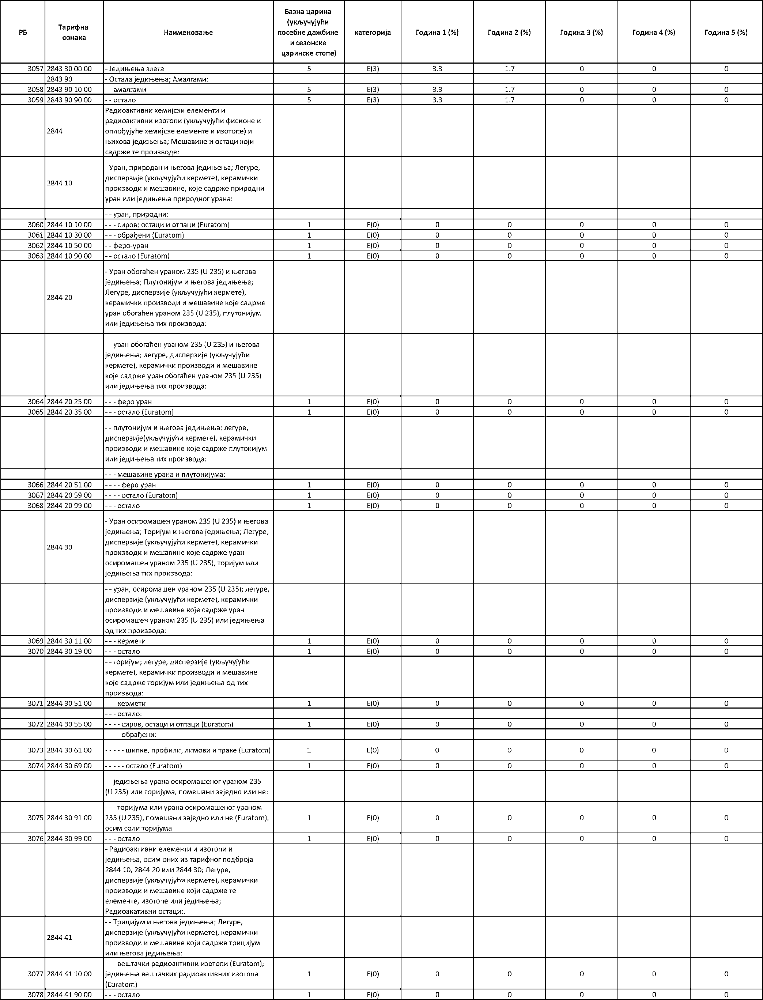 РБ Тарифна ознака Наименовање Базна царина (укључујући посебне дажбине и сезонске царинске стопе) категорија Година 1 (%) Година 2 (%) Година 3 (%) Година 4 (%) Година 5 (%)
3057 2843 30 00 00 - Једињења злата 5 E(3) 3.3 1.7 0 0 0
2843 90 - Остала једињења; Амалгами:
3058 2843 90 10 00 - - амалгами 5 E(3) 3.3 1.7 0 0 0
3059 2843 90 90 00 - - остало 5 E(3) 3.3 1.7 0 0 0
2844
Радиоактивни хемијски елементи и
радиоактивни изотопи (укључујући фисионе и
оплођујуће хемијске елементе и изотопе) и
њихова једињења; Мешавине и остаци који
садрже те производе:
2844 10
- Уран, природан и његова једињења; Легуре,
дисперзије (укључујући кермете), керамички
производи и мешавине, које садрже природни
уран или једињења природног урана:
- - уран, природни:
3060 2844 10 10 00 - - - сиров; остаци и отпаци (Euratom) 1 E(0) 0 0 0 0 0
3061 2844 10 30 00 - - - обрађени (Euratom) 1 E(0) 0 0 0 0 0
3062 2844 10 50 00 - - феро-уран 1 E(0) 0 0 0 0 0
3063 2844 10 90 00 - - остало (Euratom) 1 E(0) 0 0 0 0 0
2844 20
- Уран обогаћен ураном 235 (U 235) и његова
једињења; Плутонијум и његова једињења;
Легуре, дисперзије (укључујући кермете),
керамички производи и мешавине које садрже
уран обогаћен ураном 235 (U 235), плутонијум
или једињења тих производа:
- - уран обогаћен ураном 235 (U 235) и његова
једињења; легуре, дисперзије (укључујући
кермете), керамички производи и мешавине
које садрже уран обогаћен ураном 235 (U 235)
или једињења тих производа:
3064 2844 20 25 00 - - - феро уран 1 E(0) 0 0 0 0 0
3065 2844 20 35 00 - - - остало (Euratom) 1 E(0) 0 0 0 0 0
- - плутонијум и његова једињења; легуре,
дисперзије(укључујући кермете), керамички
производи и мешавине које садрже плутонијум
или једињења тих производа:
- - - мешавине урана и плутонијума:
3066 2844 20 51 00 - - - - феро уран 1 E(0) 0 0 0 0 0
3067 2844 20 59 00 - - - - остало (Euratom) 1 E(0) 0 0 0 0 0
3068 2844 20 99 00 - - - остало 1 E(0) 0 0 0 0 0
2844 30
- Уран осиромашен ураном 235 (U 235) и његова
једињења; Торијум и његова једињења; Легуре,
дисперзије (укључујући кермете), керамички
производи и мешавине које садрже уран
осиромашен ураном 235 (U 235), торијум или
једињења тих производа:
- - уран, осиромашен ураном 235 (U 235); легуре,
дисперзије (укључујући кермете), керамички
производи и мешавине које садрже уран
осиромашен ураном 235 (U 235) или једињења
од тих производа:
3069 2844 30 11 00 - - - кермети 1 E(0) 0 0 0 0 0
3070 2844 30 19 00 - - - остало 1 E(0) 0 0 0 0 0
- - торијум; легуре, дисперзије (укључујући
кермете), керамички производи и мешавине
које садрже торијум или једињења од тих
производа:
3071 2844 30 51 00 - - - кермети 1 E(0) 0 0 0 0 0
- - - остало:
3072 2844 30 55 00 - - - - сиров, остаци и отпаци (Euratom) 1 E(0) 0 0 0 0 0
- - - - обрађени:
3073 2844 30 61 00 - - - - - шипке, профили, лимови и траке (Euratom) 1 E(0) 0 0 0 0 0
3074 2844 30 69 00 - - - - - остало (Euratom) 1 E(0) 0 0 0 0 0
- - једињења урана осиромашеног ураном 235
(U 235) или торијума, помешани заједно или не:
3075 2844 30 91 00
- - - торијума или урана осиромашеног ураном
235 (U 235), помешани заједно или не (Euratom),
осим соли торијума
1 E(0) 0 0 0 0 0
3076 2844 30 99 00 - - - остало 1 E(0) 0 0 0 0 0
- Радиоактивни елементи и изотопи и
једињења, осим оних из тарифног подброја
2844 10, 2844 20 или 2844 30; Легуре,
дисперзије (укључујући кермете), керамички
производи и мешавине који садрже те
елементе, изотопе или једињења;
Радиоакативни остаци:.
2844 41
- - Трицијум и његова једињења; Легуре,
дисперзије (укључујући кермете), керамички
производи и мешавине који садрже трицијум
или његова једињења:
3077 2844 41 10 00
- - - вештачки радиоактивни изотопи (Euratom);
једињења вештачких радиоактивних изотопа
(Euratom)
1 E(0) 0 0 0 0 0
3078 2844 41 90 00 - - - остало 1 E(0) 0 0 0 0 0